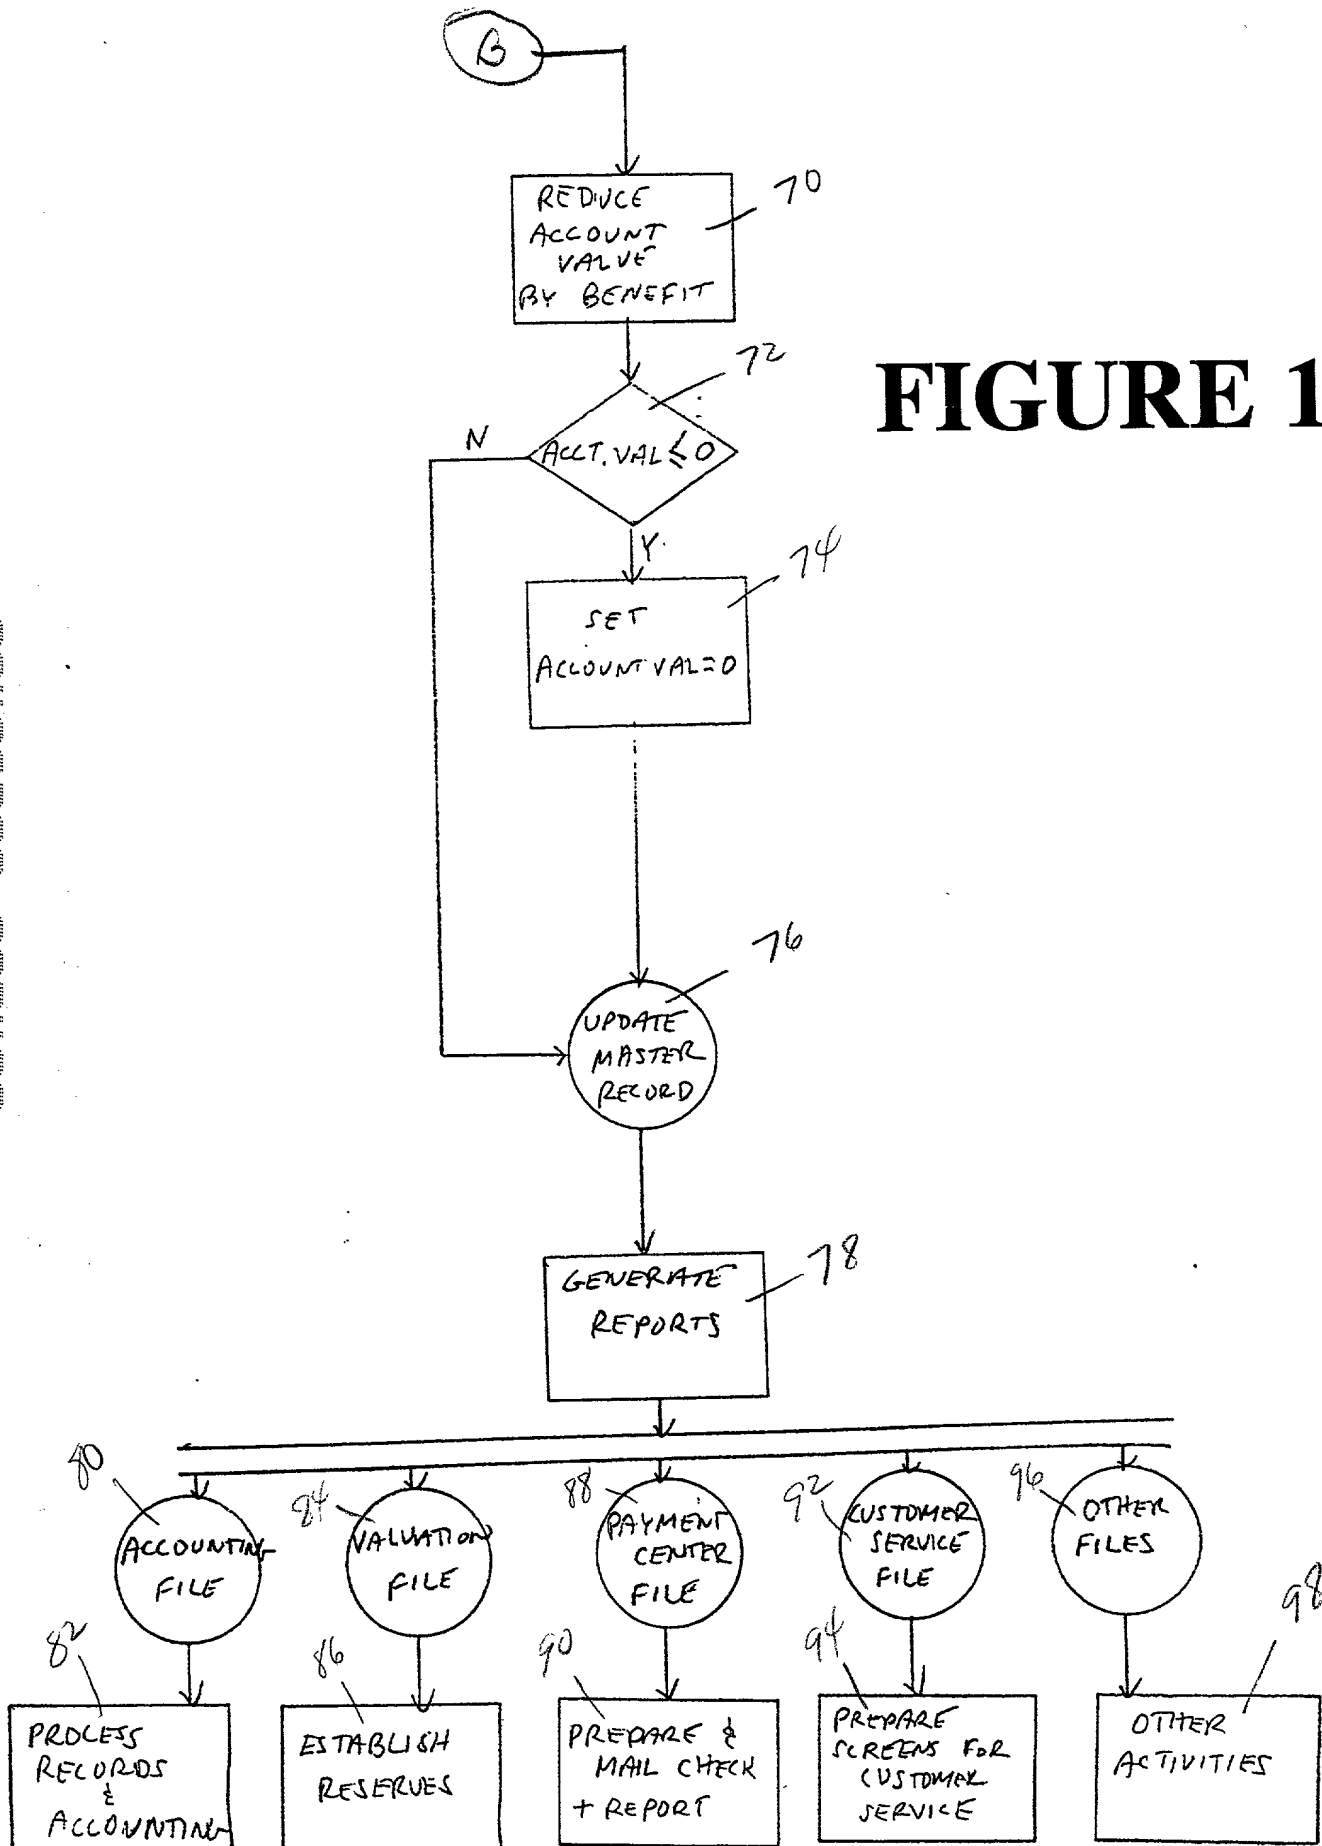 B
70
REDUCE
ACCOUNT
VALUE
BY BENEFIT
72
FIGURE 1
N
ACCT. VAL ≤ 0
Y.
74
SET
ACCOUNT VAL = 0
76
UPDATE
MASTER
RECORD
78
GENERATE
REPORTS
80
ACCOUNTING
FILE
84
VALUATION
FILE
88
PAYMENT
CENTER
FILE
92
CUSTOMER
SERVICE
FILE
96
OTHER
FILES
82
PROCESS
RECORDS
&
ACCOUNTING
86
ESTABLISH
RESERVES
90
PREPARE &
MAIL CHECK
+ REPORT
94
PREPARE
SCREENS FOR
CUSTOMER
SERVICE
98
OTHER
ACTIVITIES